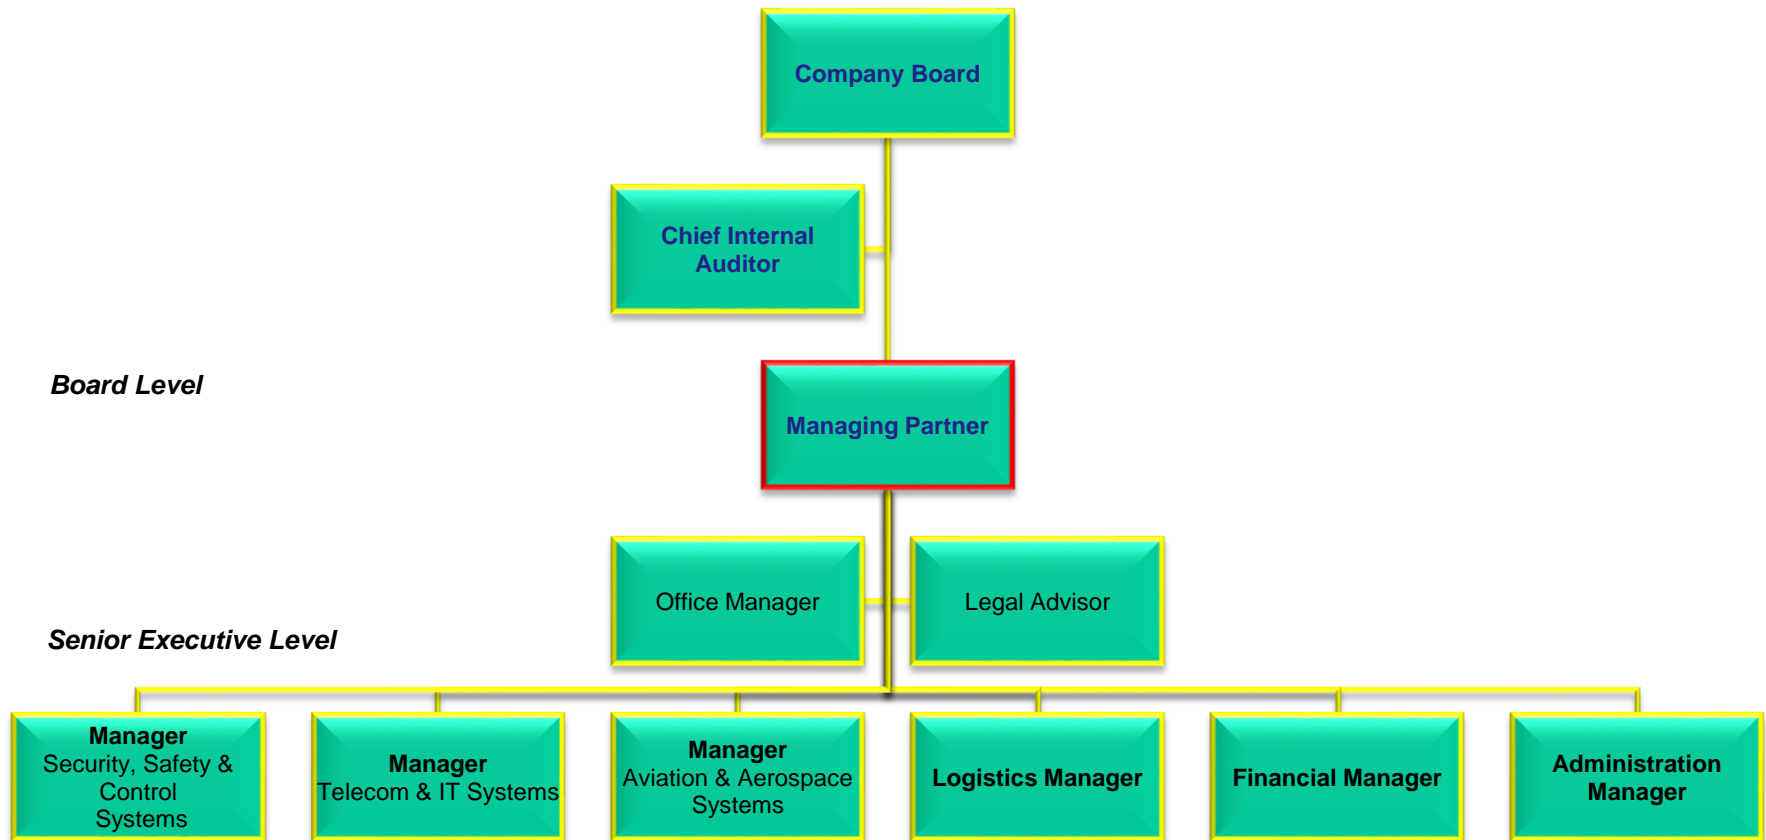 Company Board
Chief Internal
Auditor
Board Level
Managing Partner
Office Manager
Legal Advisor
Senior Executive Level
Manager
Security, Safety &
Control
Systems
Manager
Telecom & IT Systems
Manager
Aviation & Aerospace
Systems
Logistics Manager
Financial Manager
Administration
Manager